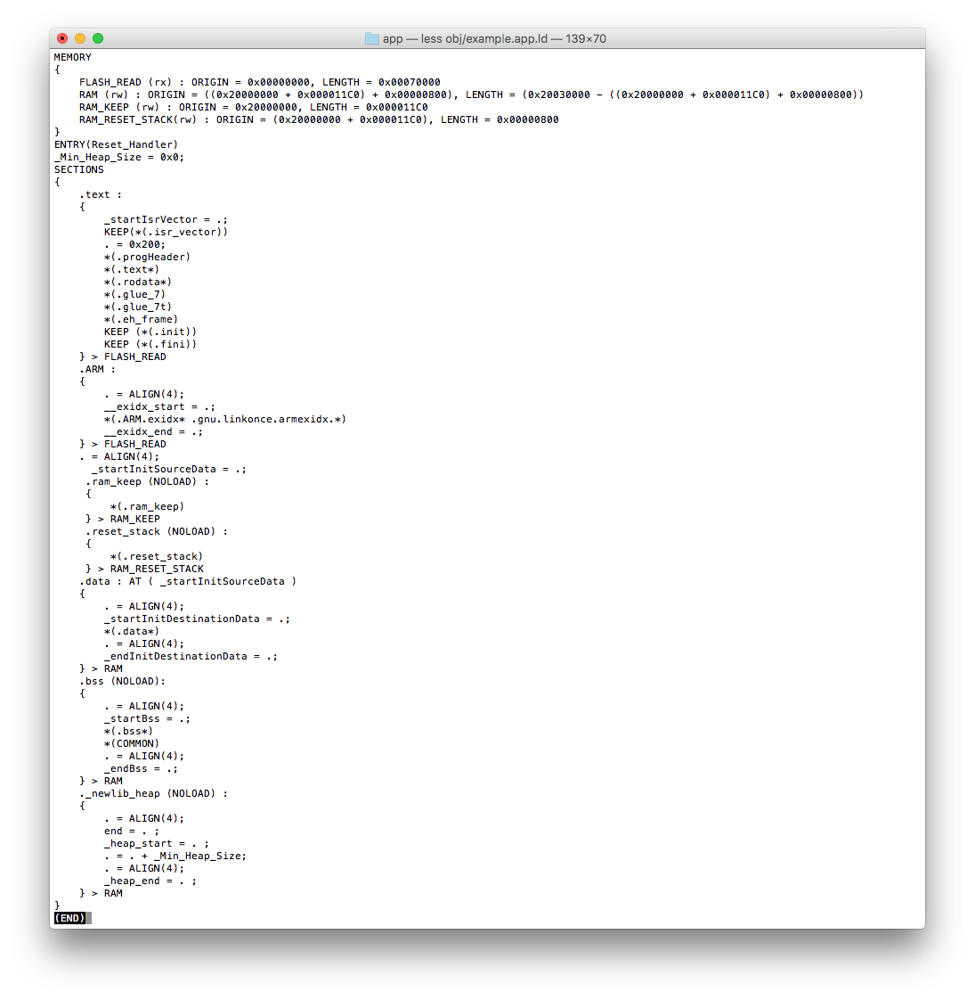 app — less obj/example.app.ld — 139×70
MEMORY
{
    FLASH_READ (rx) : ORIGIN = 0x00000000, LENGTH = 0x00070000
    RAM (rw) : ORIGIN = ((0x20000000 + 0x000011C0) + 0x00000800), LENGTH = (0x20030000 - ((0x20000000 + 0x000011C0) + 0x00000800))
    RAM_KEEP (rw) : ORIGIN = 0x20000000, LENGTH = 0x000011C0
    RAM_RESET_STACK(rw) : ORIGIN = (0x20000000 + 0x000011C0), LENGTH = 0x00000800
}
ENTRY(Reset_Handler)
_Min_Heap_Size = 0x0;
SECTIONS
{
    .text :
    {
        _startIsrVector = .;
        KEEP(*(.isr_vector))
        . = 0x200;
        *(.progHeader)
        *(.text*)
        *(.rodata*)
        *(.glue_7)
        *(.glue_7t)
        *(.eh_frame)
        KEEP (*(.init))
        KEEP (*(.fini))
    } > FLASH_READ
    .ARM :
    {
        . = ALIGN(4);
        __exidx_start = .;
        *(.ARM.exidx* .gnu.linkonce.armexidx.*)
        __exidx_end = .;
    } > FLASH_READ
    . = ALIGN(4);
      _startInitSourceData = .;
     .ram_keep (NOLOAD) :
     {
         *(.ram_keep)
     } > RAM_KEEP
     .reset_stack (NOLOAD) :
     {
         *(.reset_stack)
     } > RAM_RESET_STACK
    .data : AT ( _startInitSourceData )
    {
        . = ALIGN(4);
        _startInitDestinationData = .;
        *(.data*)
        . = ALIGN(4);
        _endInitDestinationData = .;
    } > RAM
    .bss (NOLOAD):
    {
        . = ALIGN(4);
        _startBss = .;
        *(.bss*)
        *(COMMON)
        . = ALIGN(4);
        _endBss = .;
    } > RAM
    ._newlib_heap (NOLOAD) :
    {
        . = ALIGN(4);
        end = . ;
        _heap_start = . ;
        . = . + _Min_Heap_Size;
        . = ALIGN(4);
        _heap_end = . ;
    } > RAM
}
(END)